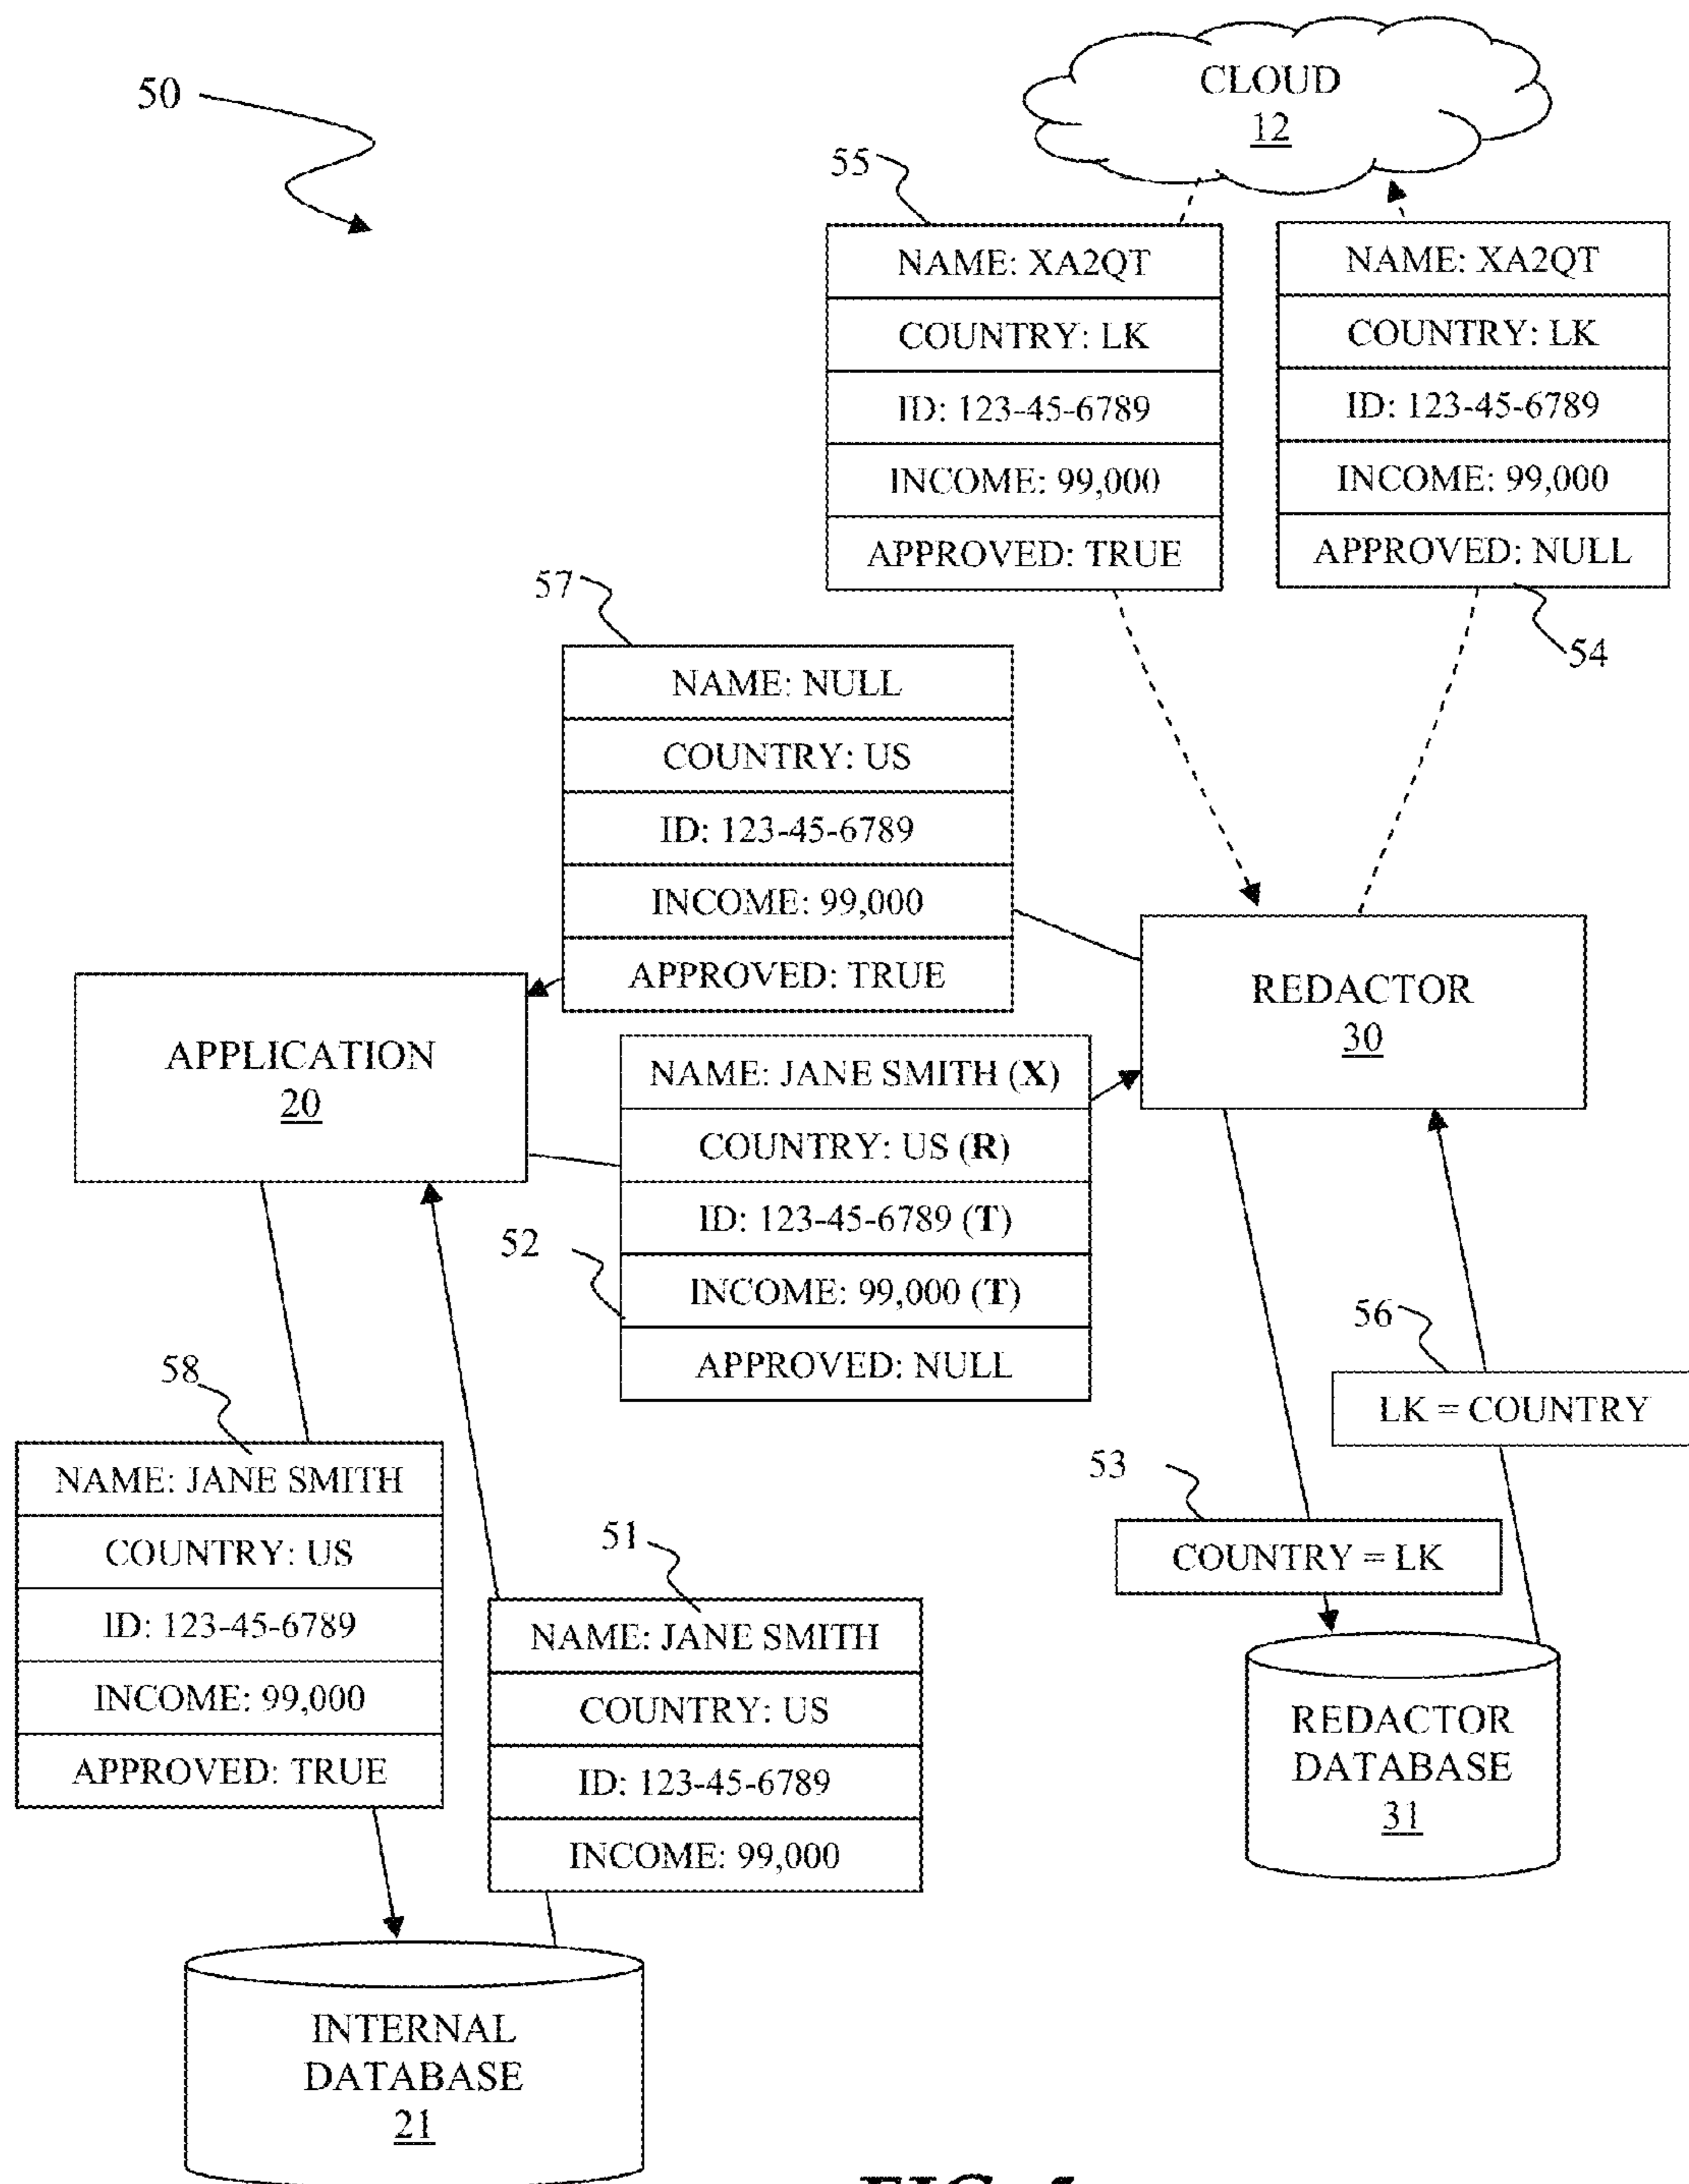 50
CLOUD
12
55
NAME: XA2QT
COUNTRY: LK
ID: 123-45-6789
INCOME: 99,000
APPROVED: TRUE
NAME: XA2QT
COUNTRY: LK
ID: 123-45-6789
INCOME: 99,000
APPROVED: NULL
54
57
NAME: NULL
COUNTRY: US
ID: 123-45-6789
INCOME: 99,000
APPROVED: TRUE
REDACTOR
30
APPLICATION
20
NAME: JANE SMITH (X)
COUNTRY: US (R)
ID: 123-45-6789 (T)
INCOME: 99,000 (T)
APPROVED: NULL
52
56
LK = COUNTRY
53
COUNTRY = LK
58
NAME: JANE SMITH
COUNTRY: US
ID: 123-45-6789
INCOME: 99,000
APPROVED: TRUE
51
NAME: JANE SMITH
COUNTRY: US
ID: 123-45-6789
INCOME: 99,000
REDACTOR
DATABASE
31
INTERNAL
DATABASE
21